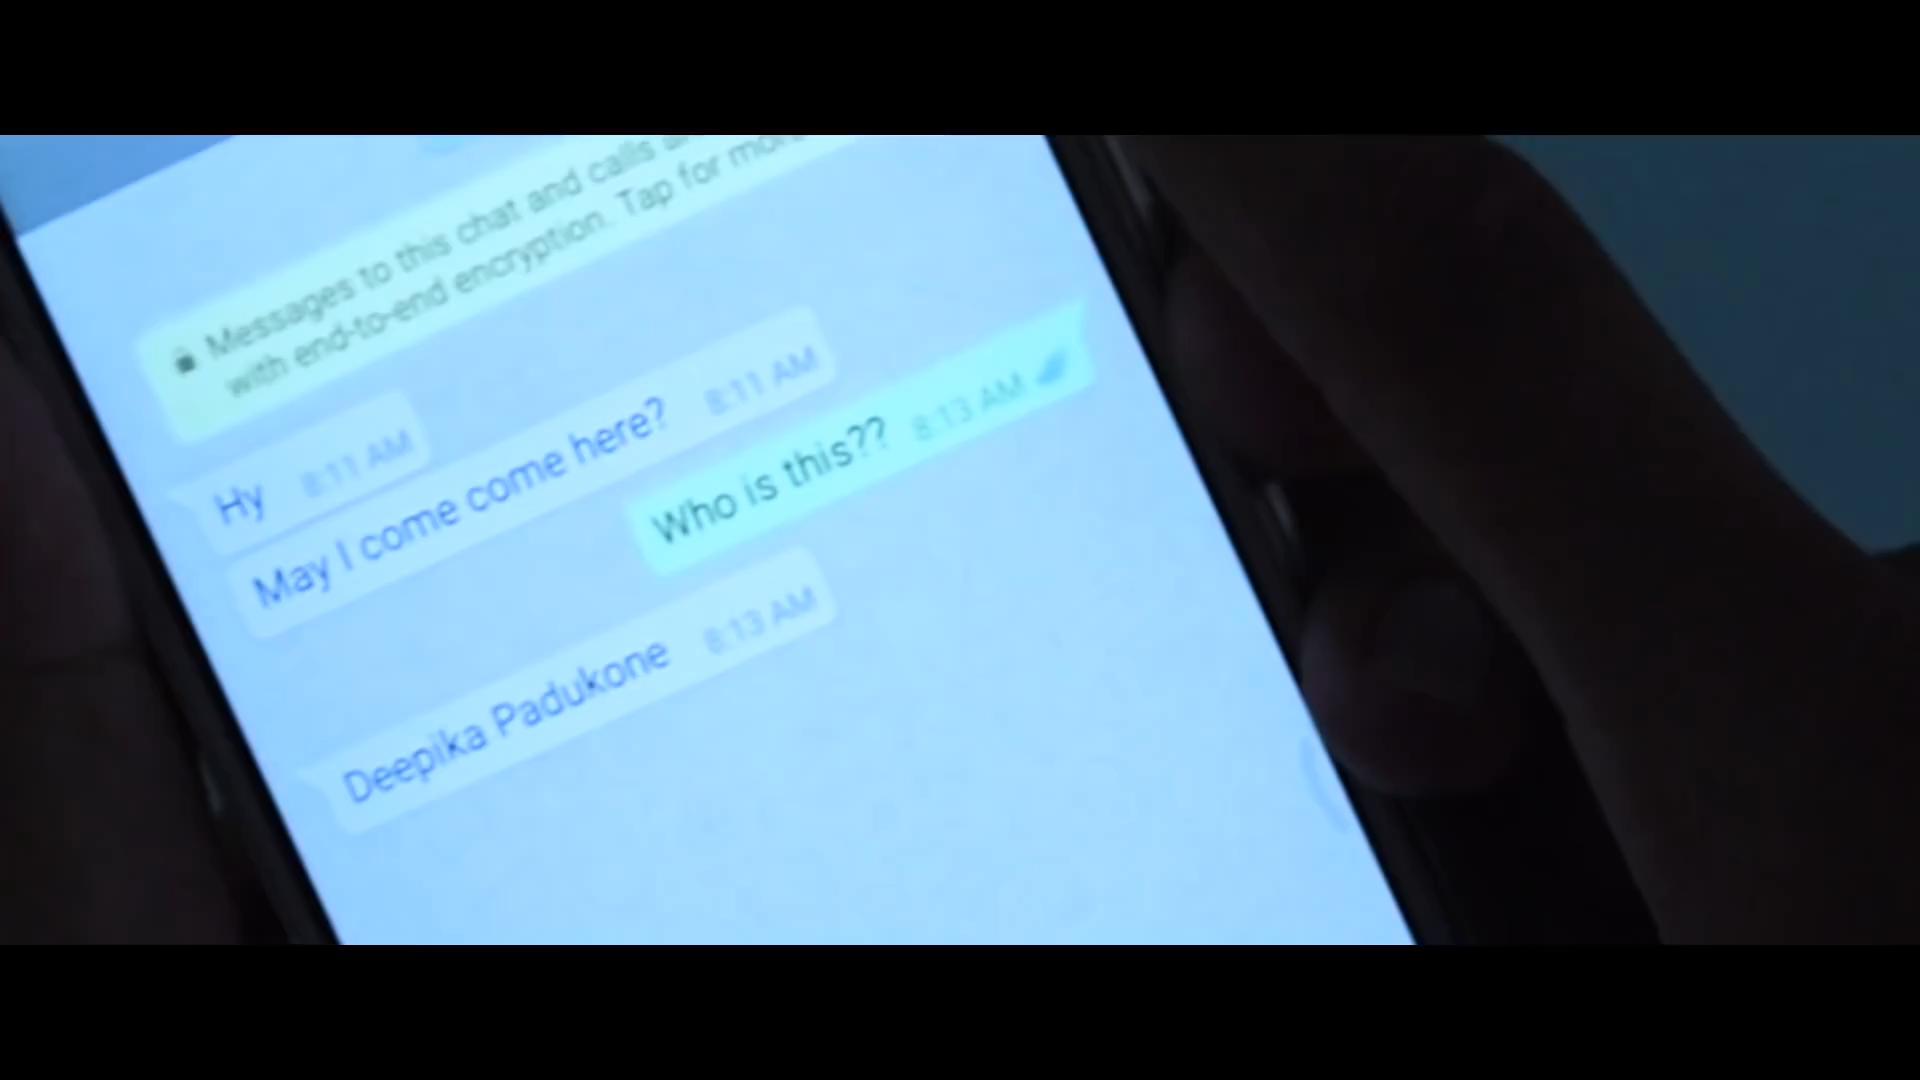 Messages to this chat and calls
with end-to-end encryption. Tap for more
Hy 8:11 AM
May I come come here? 8:11 AM
Who is this?? 8:13 AM
Deepika Padukone 8:13 AM